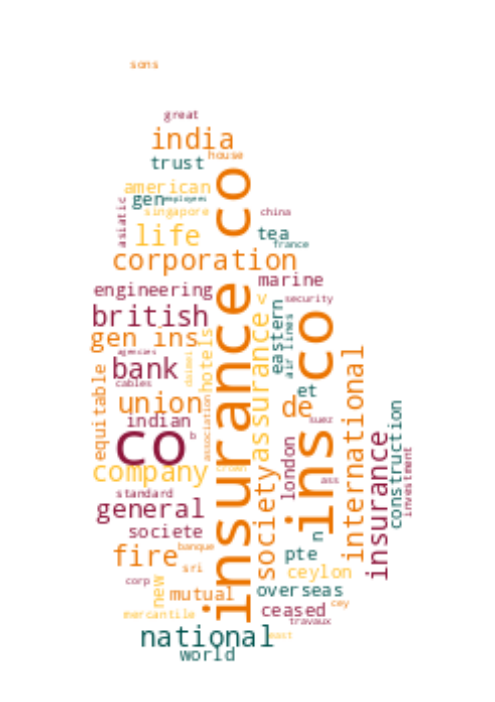 sons
great
india
house
trust
american
gen
employees
co
singapore
asiatic
china
life
tea
france
corporation
marine
engineering
insurance
v
security
british
eastern
air lines
co
gen ins
hotels
agencies
bank
daimei
cables
assurance
international
equitable
union
et
de
indian
association
suez
construction
co
b
london
insurance
investment
company
crown
society
ass
ins
standard
general
societe
n
fire
banque
pte
sri
ceylon
corp
new
mutual
overseas
cey
mercantile
ceased
travaux
national
east
world